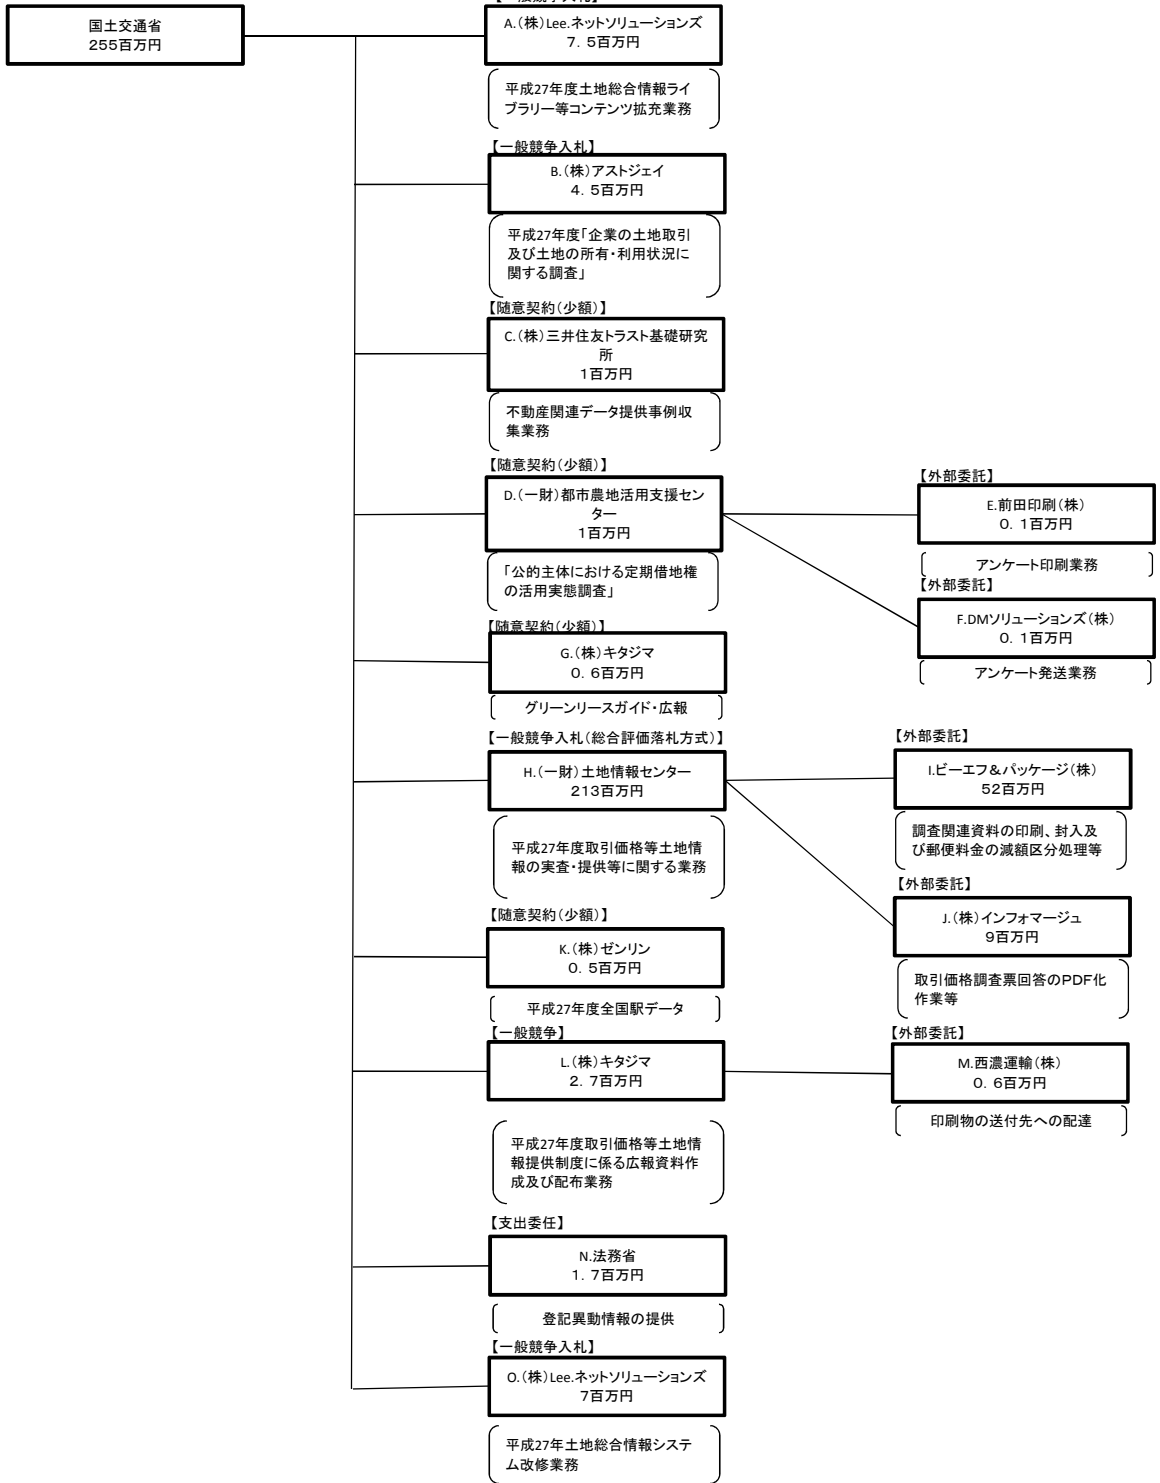 国土交通省
255百万円
【一般競争入札】
A.(株)Lee.ネットソリューションズ
7.5百万円
平成27年度土地総合情報ライ
ブラリー等コンテンツ拡充業務
【一般競争入札】
B.(株)アストジェイ
4.5百万円
平成27年度「企業の土地取引
及び土地の所有・利用状況に
関する調査」
【随意契約(少額)】
C.(株)三井住友トラスト基礎研究
所
1百万円
不動産関連データ提供事例収
集業務
【随意契約(少額)】
D.(一財)都市農地活用支援セン
ター
1百万円
「公的主体における定期借地権
の活用実態調査」
【外部委託】
E.前田印刷(株)
0.1百万円
アンケート印刷業務
【外部委託】
F.DMソリューションズ(株)
0.1百万円
アンケート発送業務
【随意契約(少額)】
G.(株)キタジマ
0.6百万円
グリーンリースガイド・広報
【一般競争入札(総合評価落札方式)】
H.(一財)土地情報センター
213百万円
平成27年度取引価格等土地情
報の実査・提供等に関する業務
【外部委託】
I.ビーエフ&パッケージ(株)
52百万円
調査関連資料の印刷、封入及
び郵便料金の減額区分処理等
【外部委託】
J.(株)インフォマージュ
9百万円
取引価格調査票回答のPDF化
作業等
【随意契約(少額)】
K.(株)ゼンリン
0.5百万円
平成27年度全国駅データ
【一般競争】
L.(株)キタジマ
2.7百万円
平成27年度取引価格等土地情
報提供制度に係る広報資料作
成及び配布業務
【外部委託】
M.西濃運輸(株)
0.6百万円
印刷物の送付先への配達
【支出委任】
N.法務省
1.7百万円
登記異動情報の提供
【一般競争入札】
O.(株)Lee.ネットソリューションズ
7百万円
平成27年土地総合情報システ
ム改修業務